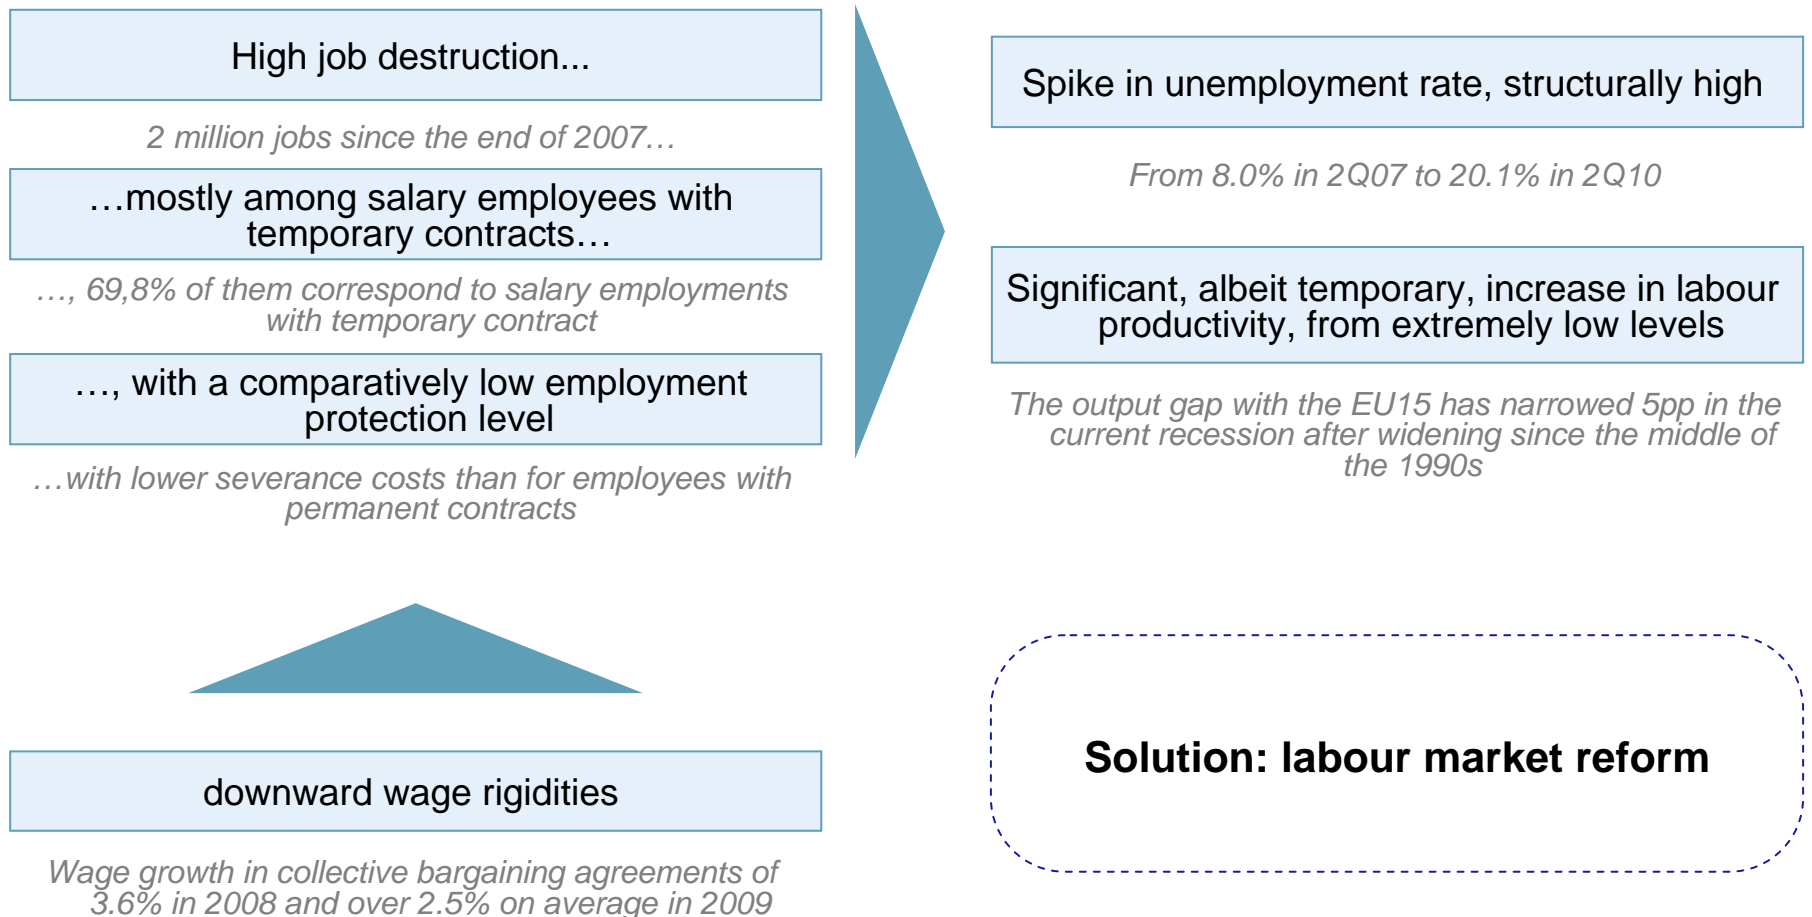 High job destruction...
2 million jobs since the end of 2007…
…mostly among salary employees with
temporary contracts…
…, 69,8% of them correspond to salary employments
with temporary contract
…, with a comparatively low employment
protection level
…with lower severance costs than for employees with
permanent contracts
downward wage rigidities
Wage growth in collective bargaining agreements of
3.6% in 2008 and over 2.5% on average in 2009
Spike in unemployment rate, structurally high
From 8.0% in 2Q07 to 20.1% in 2Q10
Significant, albeit temporary, increase in labour
productivity, from extremely low levels
The output gap with the EU15 has narrowed 5pp in the
current recession after widening since the middle of
the 1990s
Solution: labour market reform